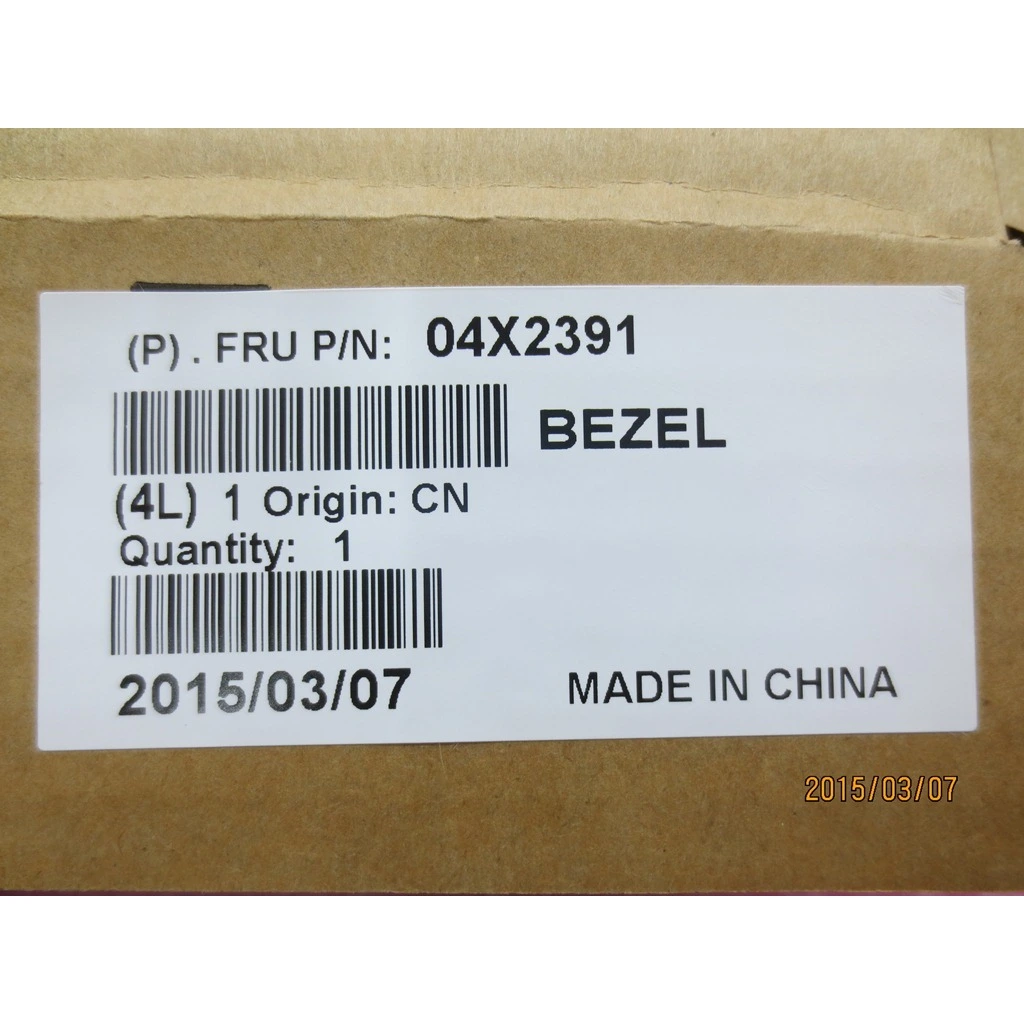 (P) . FRU P/N: 04X2391
BEZEL
(4L) 1 Origin: CN
Quantity: 1
2015/03/07
MADE IN CHINA
2015/03/07